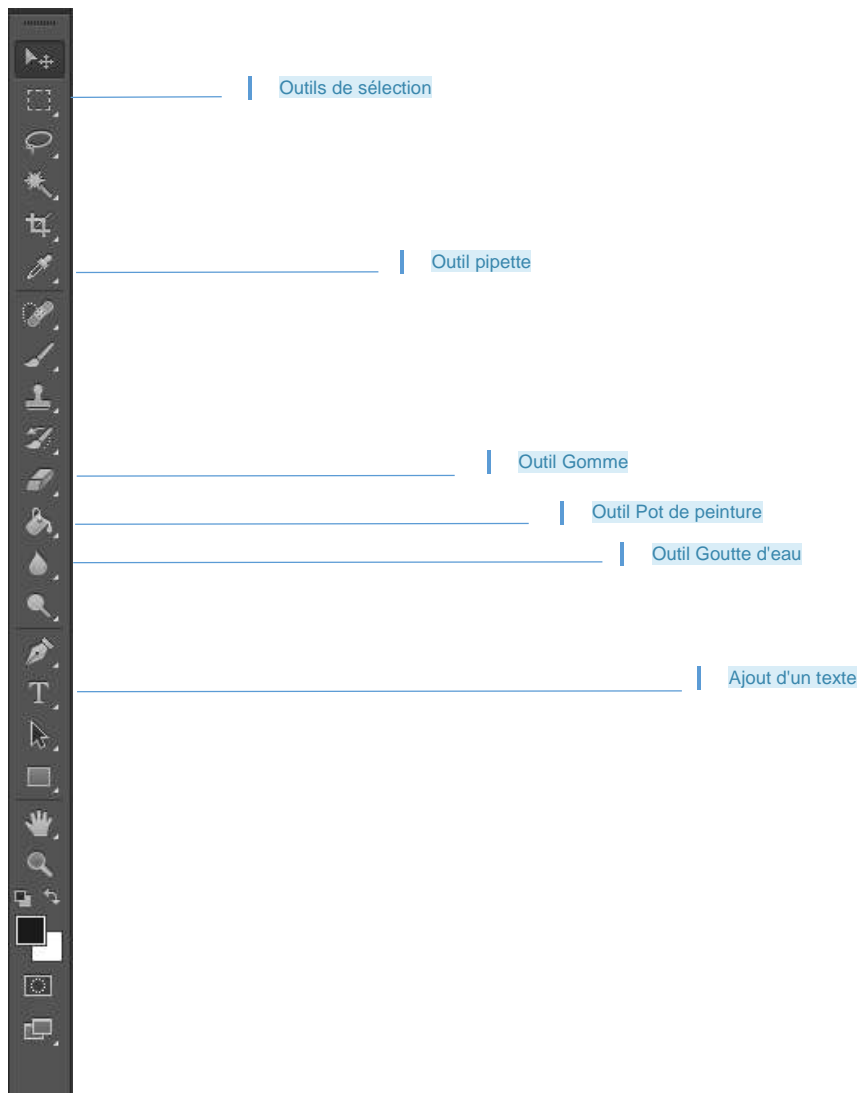 Outils de sélection
Outil pipette
Outil Gomme
Outil Pot de peinture
Outil Goutte d'eau
Ajout d'un texte
T